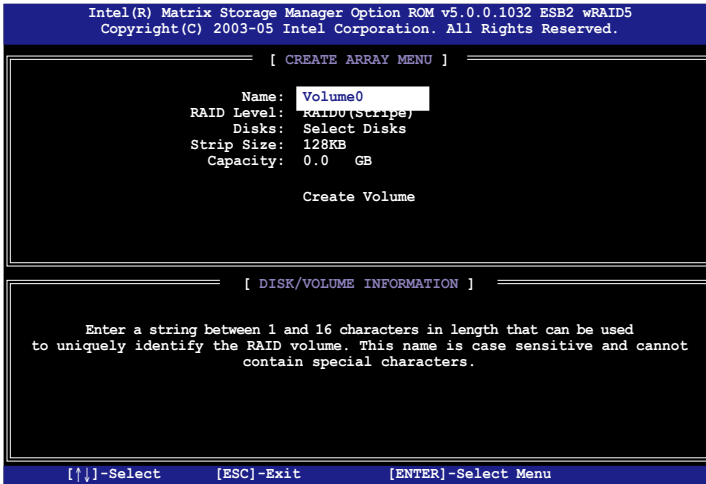 Intel(R) Matrix Storage Manager Option ROM v5.0.0.1032 ESB2 wRAID5
Copyright(C) 2003-05 Intel Corporation. All Rights Reserved.
[ CREATE ARRAY MENU ]
Name: Volume0
RAID Level: RAID0(Stripe)
Disks: Select Disks
Strip Size: 128KB
Capacity: 0.0 GB
Create Volume
[ DISK/VOLUME INFORMATION ]
Enter a string between 1 and 16 characters in length that can be used
to uniquely identify the RAID volume. This name is case sensitive and cannot
contain special characters.
[↑↓]-Select [ESC]-Exit [ENTER]-Select Menu